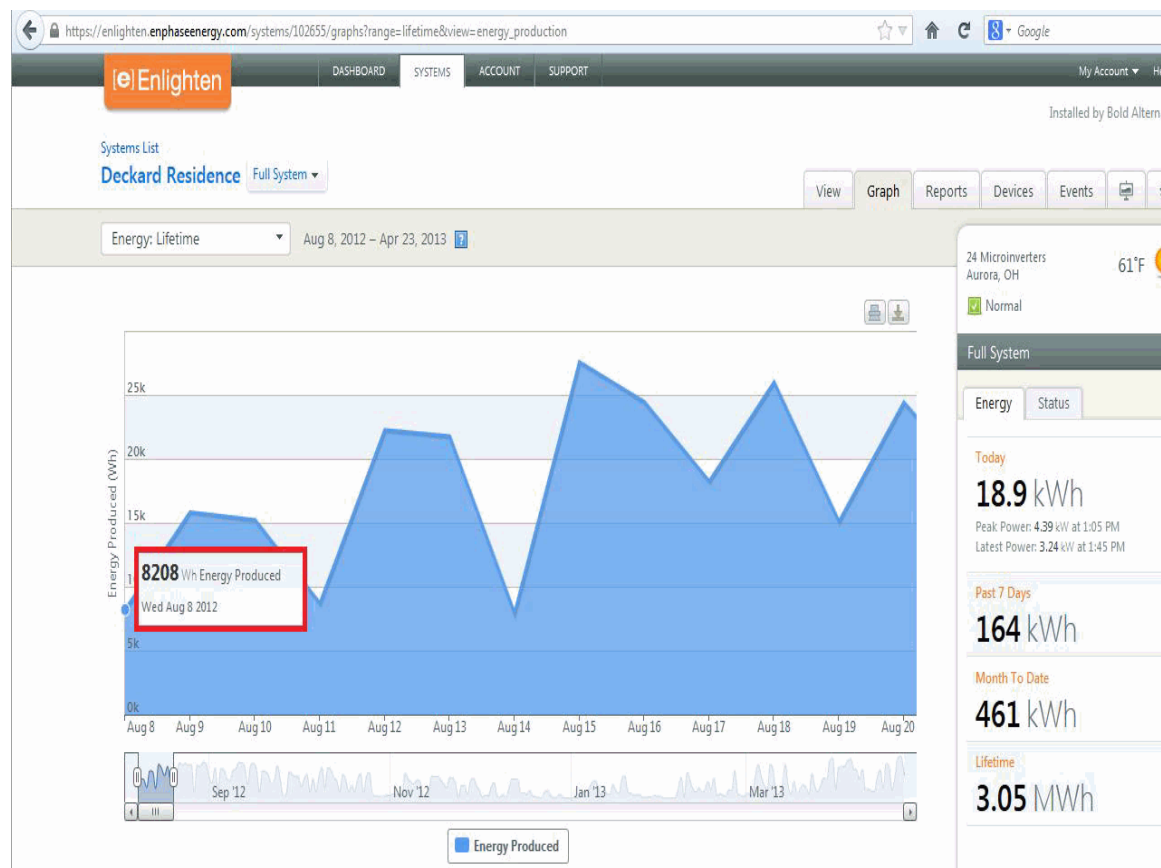 https://enlighten.enphaseenergy.com/systems/102655/graphs?range=lifetime&view=energy_production
Google
[e] Enlighten
DASHBOARD SYSTEMS ACCOUNT SUPPORT
My Account
Installed by Bold
Systems List
Deckard Residence Full System
View Graph Reports Devices Events
Energy: Lifetime Aug 8, 2012 – Apr 23, 2013 ?
24 Microinverters
Aurora, OH
61°F
Normal
Full System
Energy Status
Today
18.9 kWh
Peak Power: 4.39 kW at 1:05 PM
Latest Power: 3.24 kW at 1:45 PM
Past 7 Days
164 kWh
Month To Date
461 kWh
Lifetime
3.05 MWh
Energy Produced (Wh)
25k
20k
15k
5k
0k
8208 Wh Energy Produced
Wed Aug 8 2012
Aug 8 Aug 9 Aug 10 Aug 11 Aug 12 Aug 13 Aug 14 Aug 15 Aug 16 Aug 17 Aug 18 Aug 19 Aug 20
Sep '12 Nov '12 Jan '13 Mar '13
Energy Produced